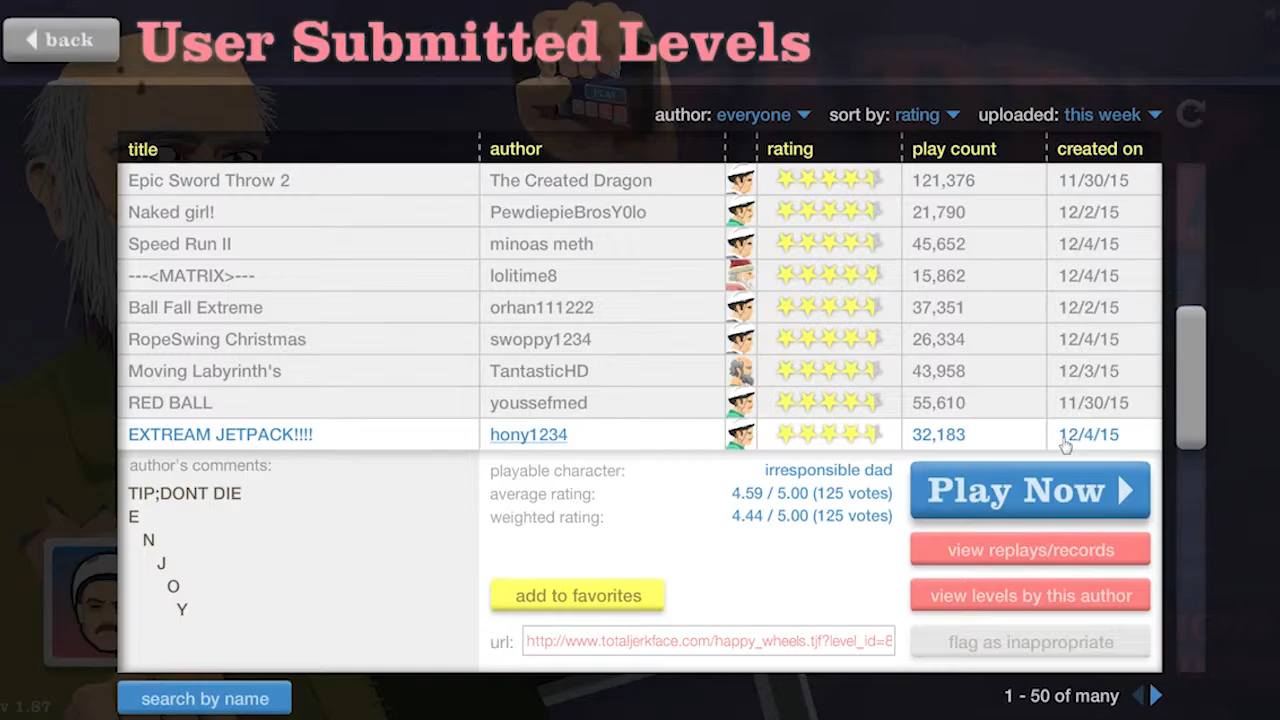 back
User Submitted Levels
PLAY
author: everyone sort by: rating uploaded: this week
title author rating play count created on
Epic Sword Throw 2 The Created Dragon 121,376 11/30/15
Naked girl! PewdiepieBrosY0lo 21,790 12/2/15
Speed Run II minoas meth 45,652 12/4/15
---<MATRIX>--- lolitime8 15,862 12/4/15
Ball Fall Extreme orhan111222 37,351 12/2/15
RopeSwing Christmas swoppy1234 26,334 12/4/15
Moving Labyrinth's TantasticHD 43,958 12/3/15
RED BALL youssefmed 55,610 11/30/15
EXTREAM JETPACK!!!! hony1234 32,183 12/4/15
author's comments:
TIP;DONT DIE
E
N
J
O
Y
playable character: irresponsible dad
average rating: 4.59 / 5.00 (125 votes)
weighted rating: 4.44 / 5.00 (125 votes)
add to favorites
url: http://www.totaljerkface.com/happy_wheels.tjf?level_id=8
Play Now
view replays/records
view levels by this author
flag as inappropriate
search by name
1 - 50 of many
v 1.87